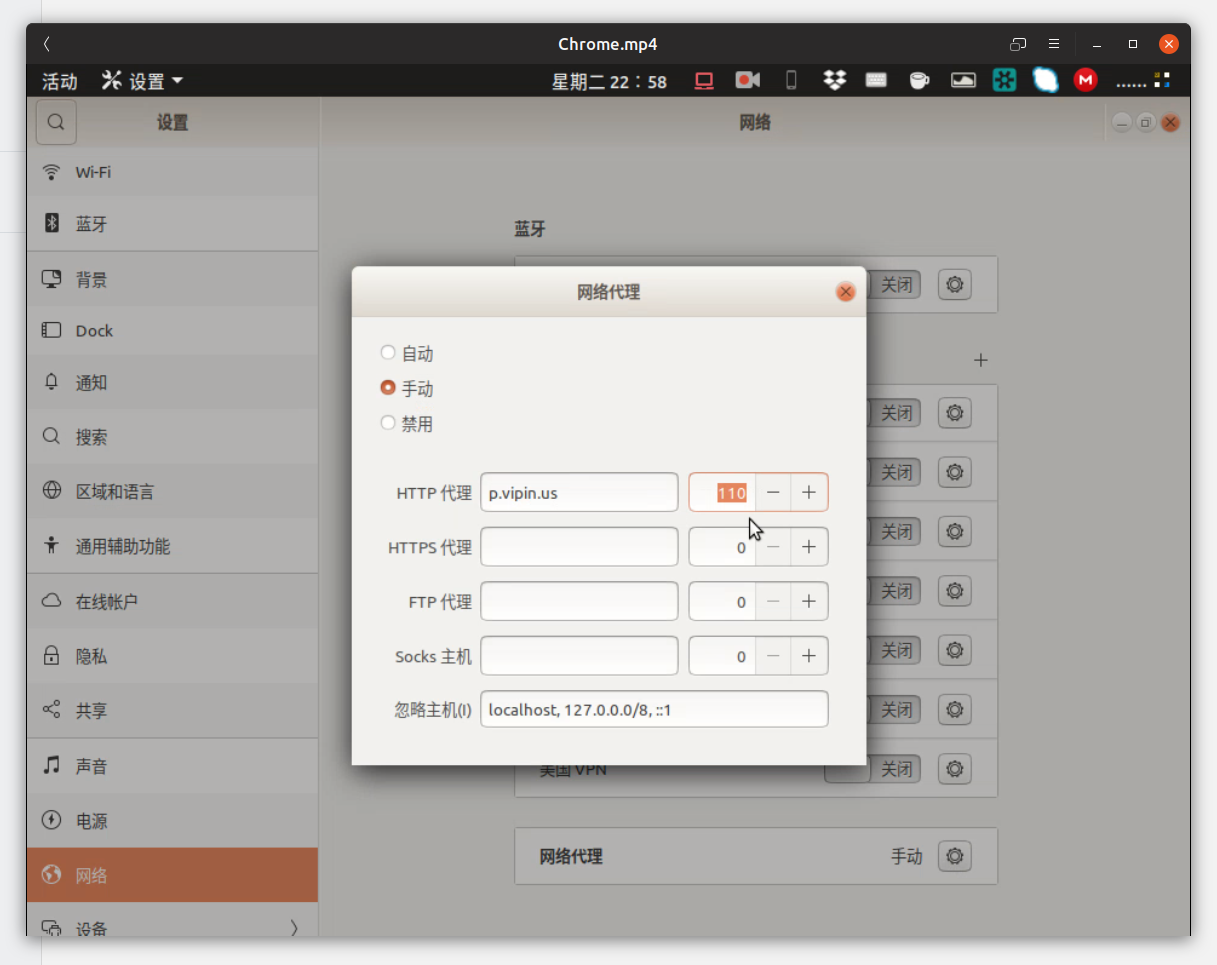 Chrome.mp4
活动 设置 星期二 22：58 ......
设置 网络
Wi-Fi
蓝牙
背景
Dock
通知
搜索
区域和语言
通用辅助功能
在线帐户
隐私
共享
声音
电源
网络
设备
蓝牙
关闭
关闭
关闭
关闭
关闭
关闭
关闭
美国 VPN 关闭
网络代理 手动
网络代理
自动
手动
禁用
HTTP 代理 p.vipin.us 110 − +
HTTPS 代理 0 − +
FTP 代理 0 − +
Socks 主机 0 − +
忽略主机(I) localhost, 127.0.0.0/8, ::1